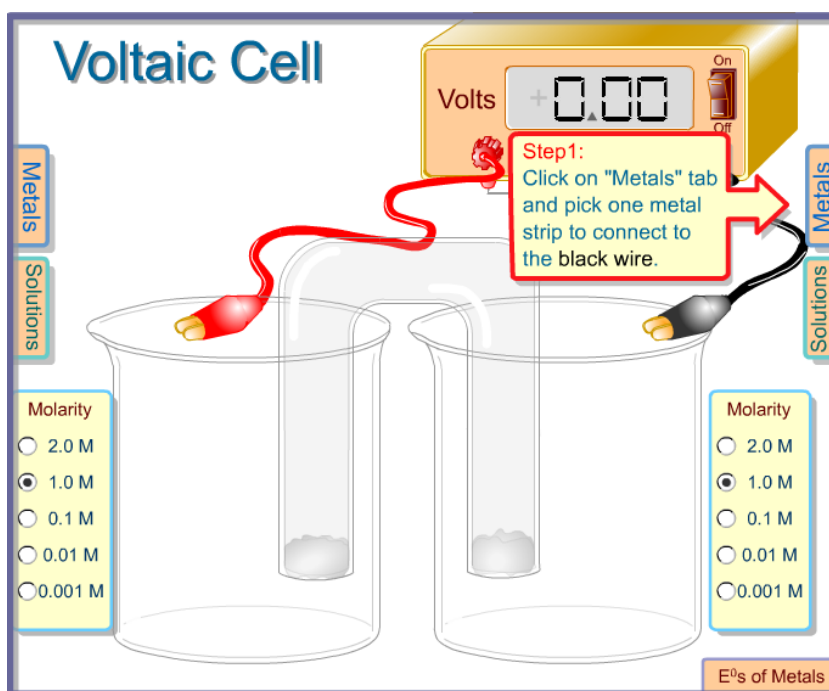 Voltaic Cell
Volts
+0.00
On
Off
Step1:
Click on "Metals" tab
and pick one metal
strip to connect to
the black wire.
Metals
Solutions
Metals
Solutions
Molarity
2.0 M
1.0 M
0.1 M
0.01 M
0.001 M
Molarity
2.0 M
1.0 M
0.1 M
0.01 M
0.001 M
E⁰s of Metals